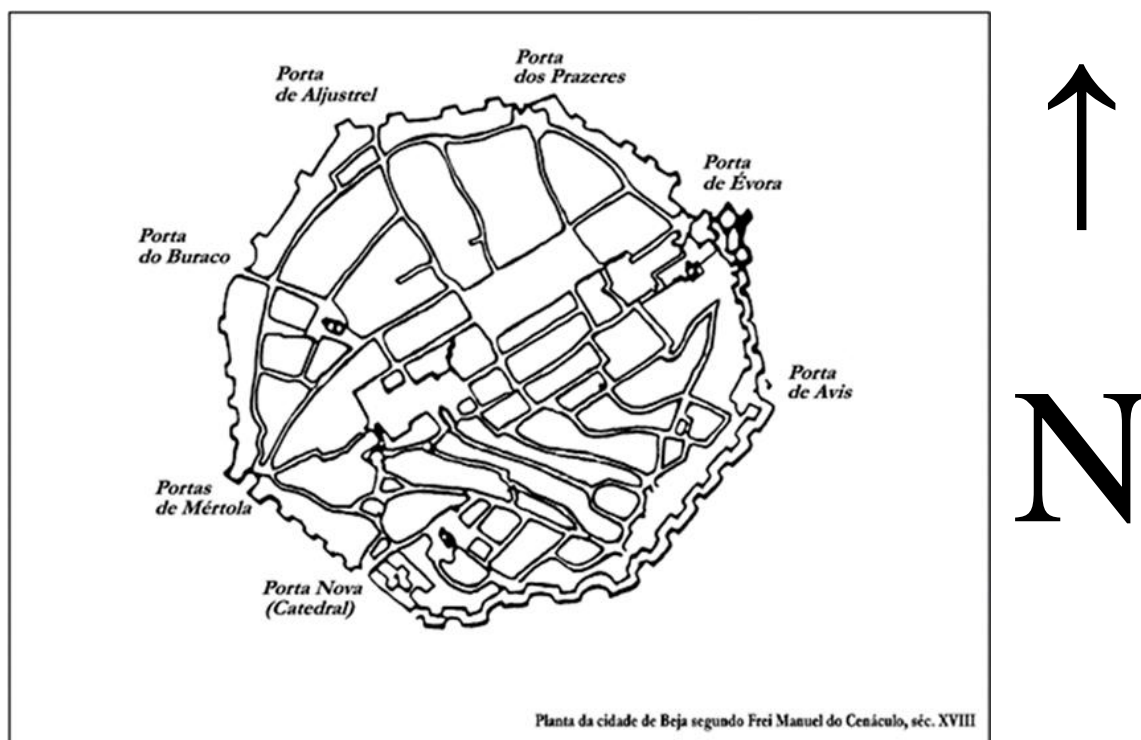 Porta
dos Prazeres
Porta
de Aljustrel
Porta
de Évora
Porta
do Buraco
Porta
de Avis
Portas
de Mértola
Porta Nova
(Catedral)
N
Planta da cidade de Beja segundo Frei Manuel do Cenáculo, séc. XVIII